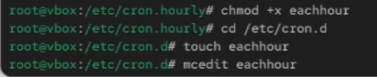 root@vbox:/etc/cron.hourly# chmod +x eachhour
root@vbox:/etc/cron.hourly# cd /etc/cron.d
root@vbox:/etc/cron.d# touch eachhour
root@vbox:/etc/cron.d# mcedit eachhour